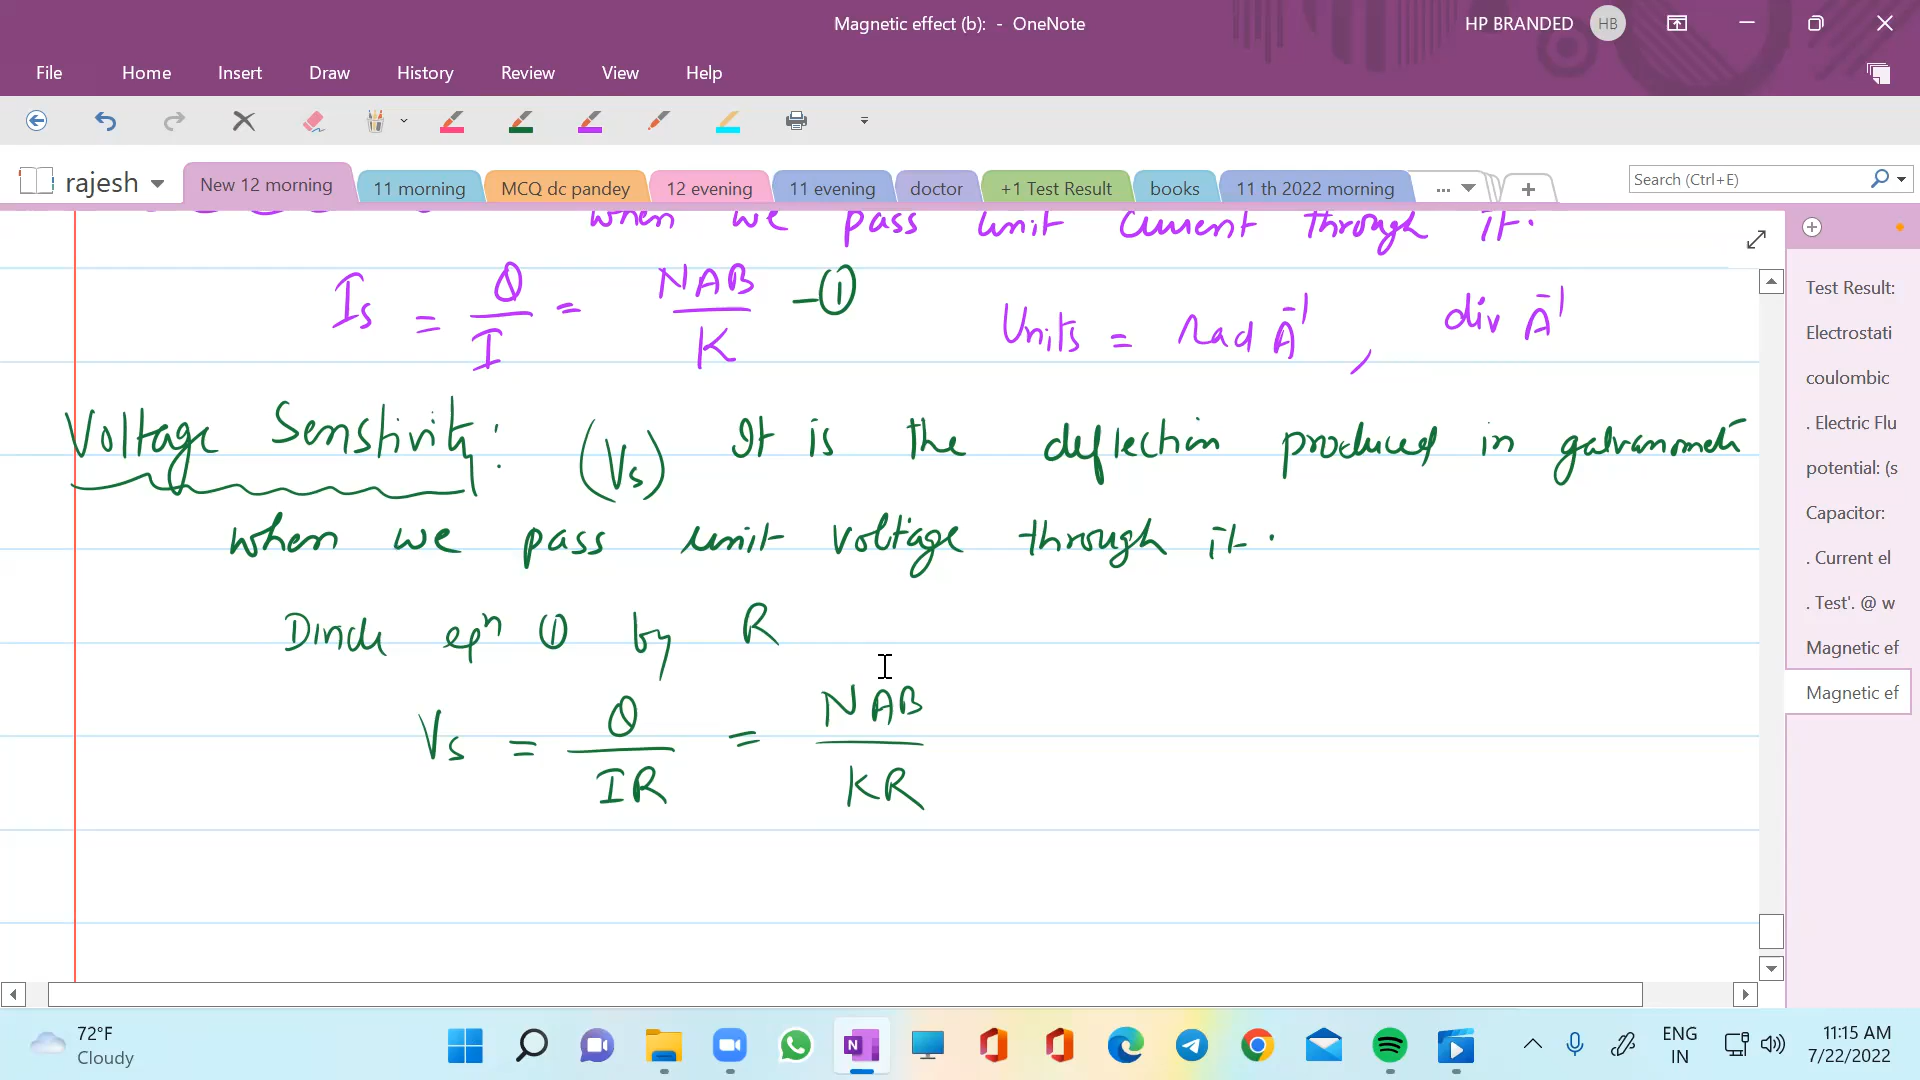 Magnetic effect (b): - OneNote
HP BRANDED
HB
File Home Insert Draw History Review View Help
rajesh
New 12 morning
11 morning
MCQ dc pandey
12 evening
11 evening
doctor
+1 Test Result
books
11 th 2022 morning
...
Search (Ctrl+E)
when we pass unit current through it.
Is = θ/I = NAB/K -① Units = rad A⁻¹, div A⁻¹
Voltage Senstivity: (Vs) It is the deflection produced in
when we pass unit voltage through it.
Divide eqⁿ ① by R
Vs = θ/IR = NAB/KR
Test Result:
Electrostati
coulombic
. Electric Flu
potential: (s
Capacitor:
. Current el
. Test'. @ w
Magnetic ef
Magnetic ef
72°F
Cloudy
ENG
IN
11:15 AM
7/22/2022